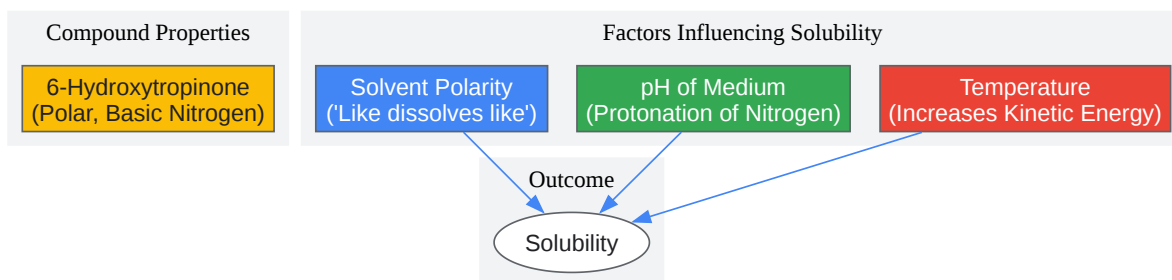 Compound Properties
Factors Influencing Solubility
6-Hydroxytropinone
(Polar, Basic Nitrogen)
Solvent Polarity
('Like dissolves like')
pH of Medium
(Protonation of Nitrogen)
Temperature
(Increases Kinetic Energy)
Outcome
Solubility